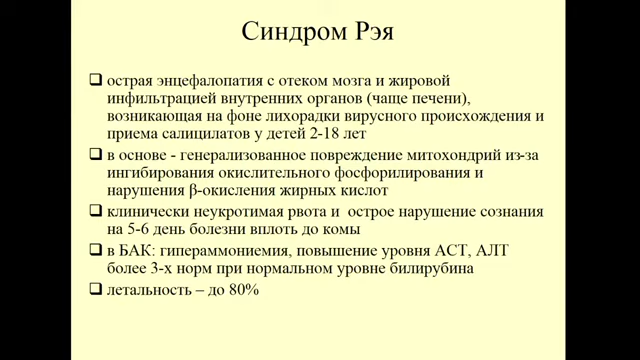 Синдром Рэя
❑ острая энцефалопатия с отеком мозга и жировой
инфильтрацией внутренних органов (чаще печени),
возникающая на фоне лихорадки вирусного происхождения и
приема салицилатов у детей 2-18 лет
❑ в основе - генерализованное повреждение митохондрий из-за
ингибирования окислительного фосфорилирования и
нарушения β-окисления жирных кислот
❑ клинически неукротимая рвота и острое нарушение сознания
на 5-6 день болезни вплоть до комы
❑ в БАК: гипераммониемия, повышение уровня АСТ, АЛТ
более 3-х норм при нормальном уровне билирубина
❑ летальность – до 80%